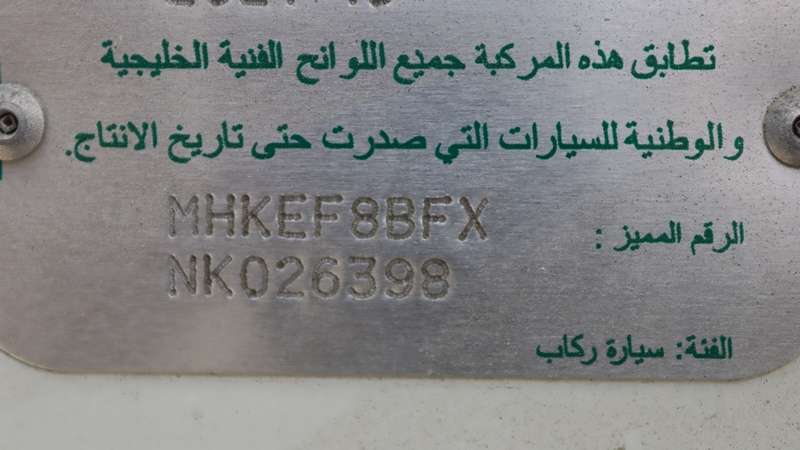 تطابق هذه المركبة جميع اللوائح الفنية الخليجية
والوطنية للسيارات التي صدرت حتى تاريخ الانتاج.
الرقم المميز : MHKEF8BFX
NK026398
الفئة: سيارة ركاب